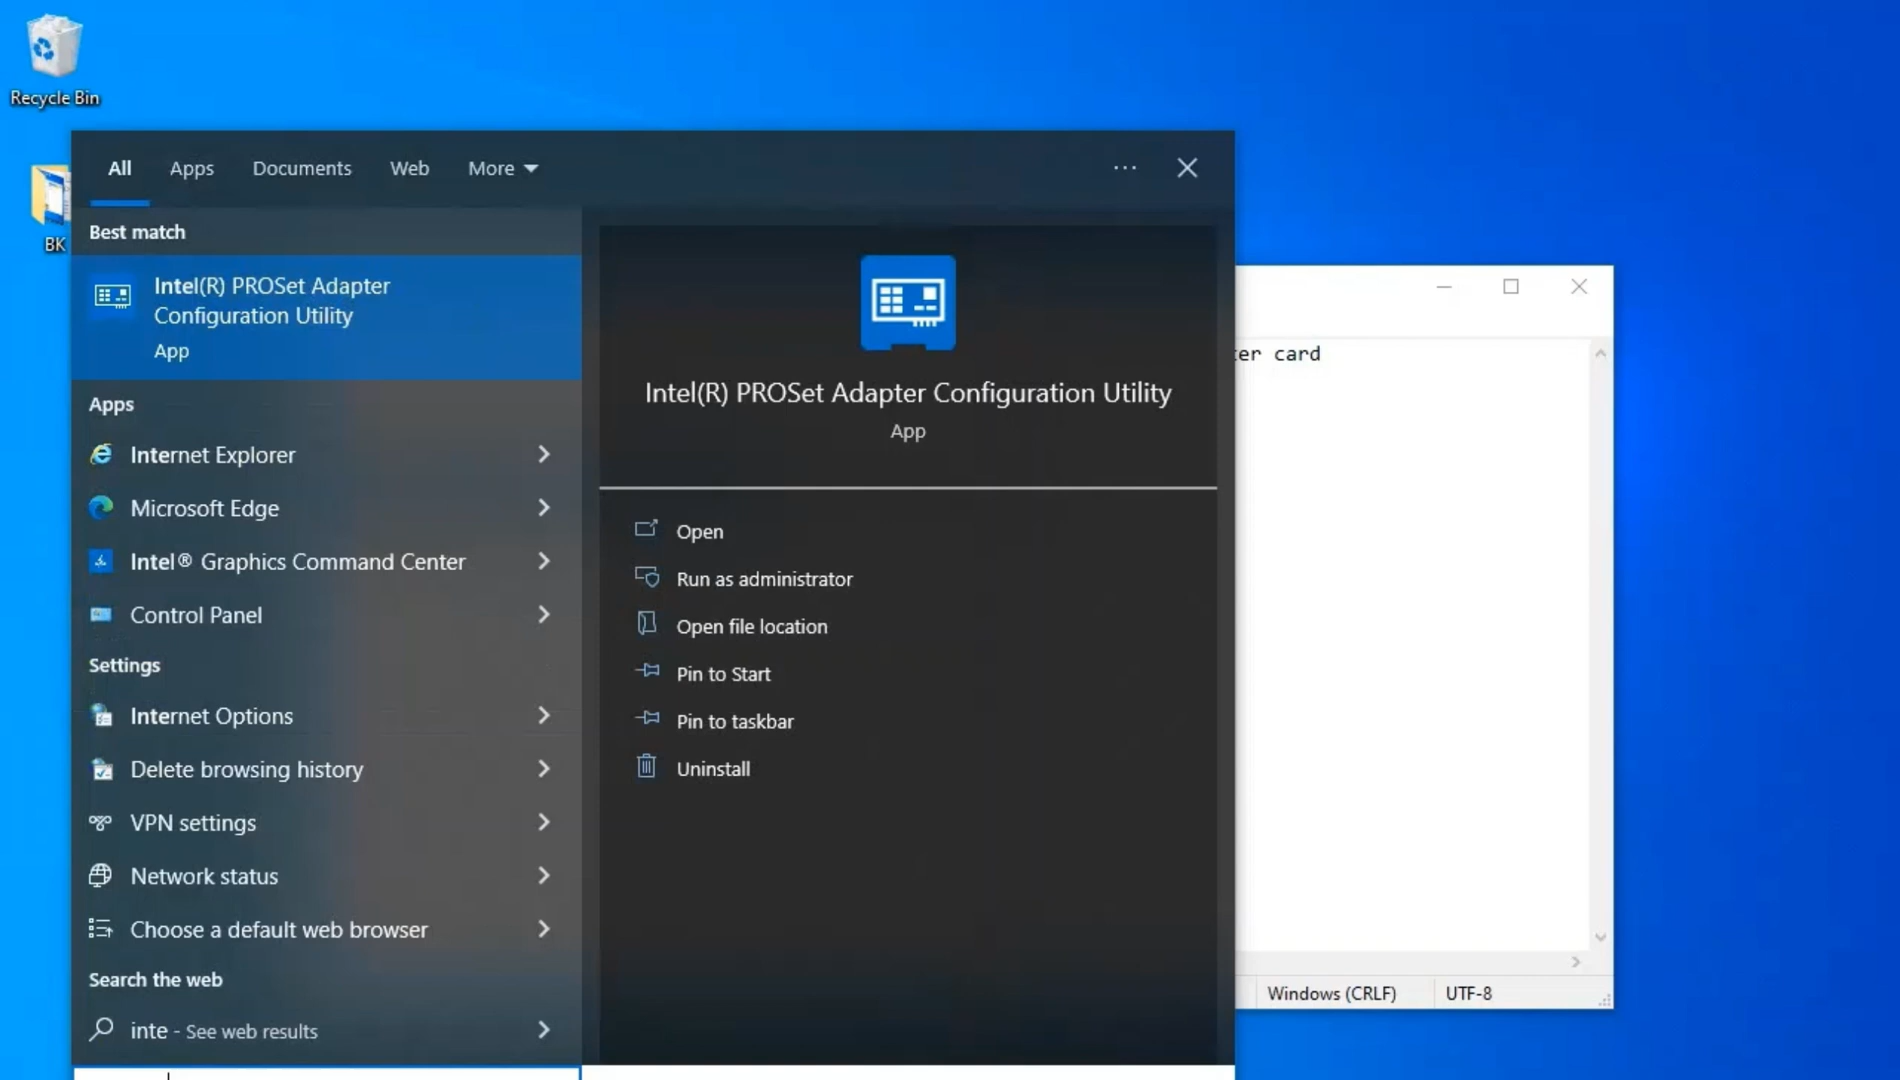 Recycle Bin
BK
All Apps Documents Web More
Best match
Intel(R) PROSet Adapter
Configuration Utility
App
Apps
Internet Explorer
Microsoft Edge
Intel® Graphics Command Center
Control Panel
Settings
Internet Options
Delete browsing history
VPN settings
Network status
Choose a default web browser
Search the web
inte - See web results
Intel(R) PROSet Adapter Configuration Utility
App
Open
Run as administrator
Open file location
Pin to Start
Pin to taskbar
Uninstall
card
Windows (CRLF) UTF-8